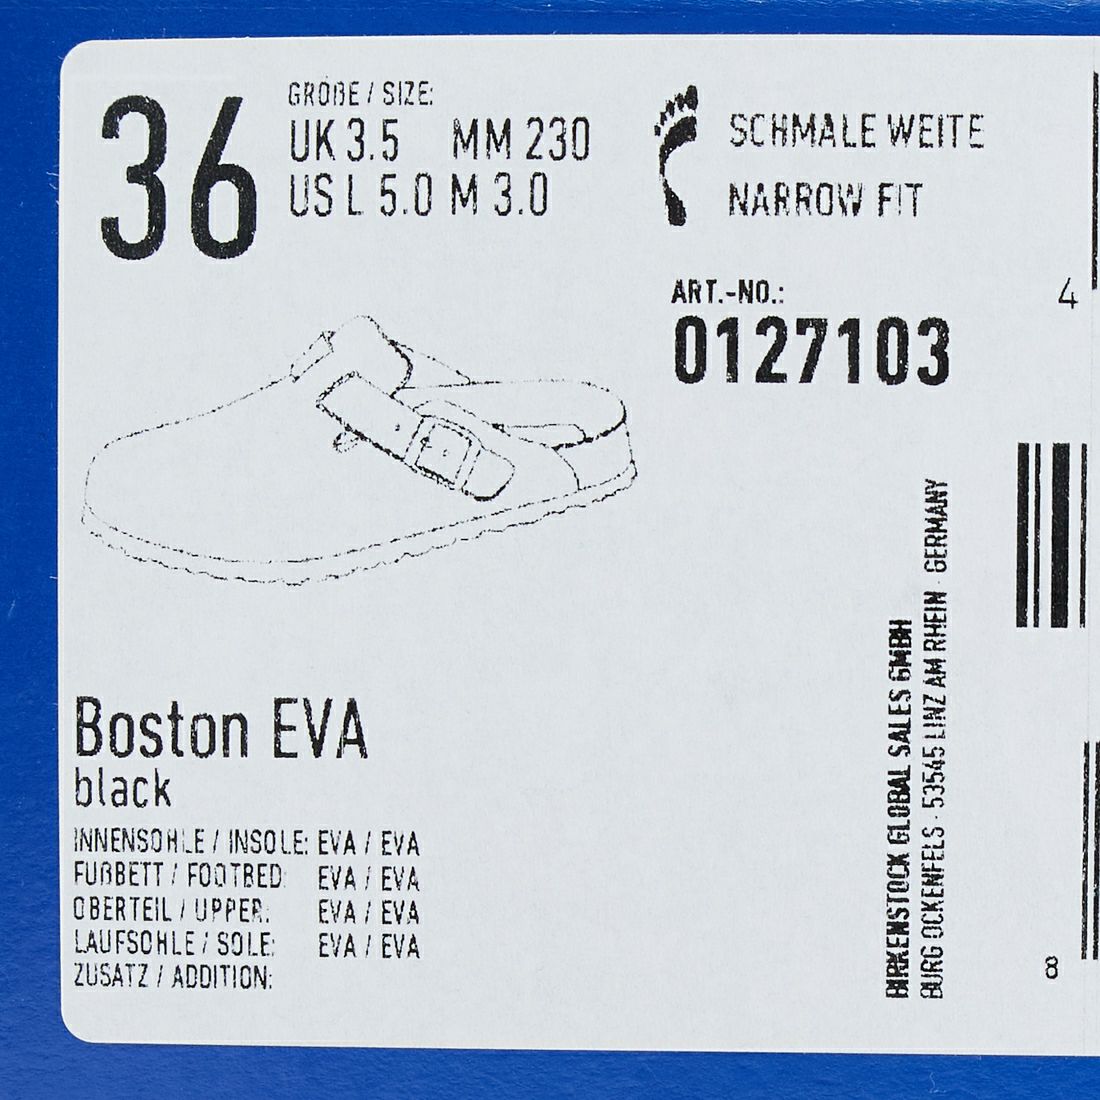 36
GRÖßE / SIZE:
UK 3.5 MM 230
US L 5.0 M 3.0
SCHMALE WEITE
NARROW FIT
ART.-NO.:
0127103
4
Boston EVA
black
INNENSOHLE / INSOLE: EVA / EVA
FUßBETT / FOOTBED: EVA / EVA
OBERTEIL / UPPER: EVA / EVA
LAUFSOHLE / SOLE: EVA / EVA
ZUSATZ / ADDITION:
BIRKENSTOCK GLOBAL SALES GMBH
BURG OCKENFELS · 53545 LINZ AM RHEIN · GERMANY
8